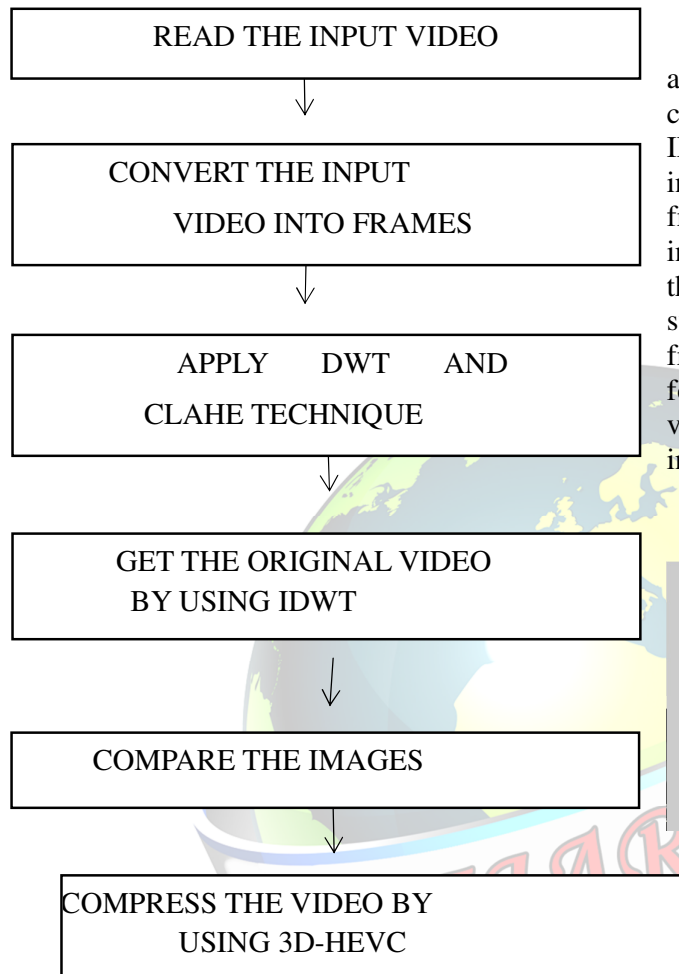 READ THE INPUT VIDEO
CONVERT THE INPUT
VIDEO INTO FRAMES
APPLY DWT AND
CLAHE TECHNIQUE
GET THE ORIGINAL VIDEO
BY USING IDWT
COMPARE THE IMAGES
COMPRESS THE VIDEO BY
USING 3D-HEVC